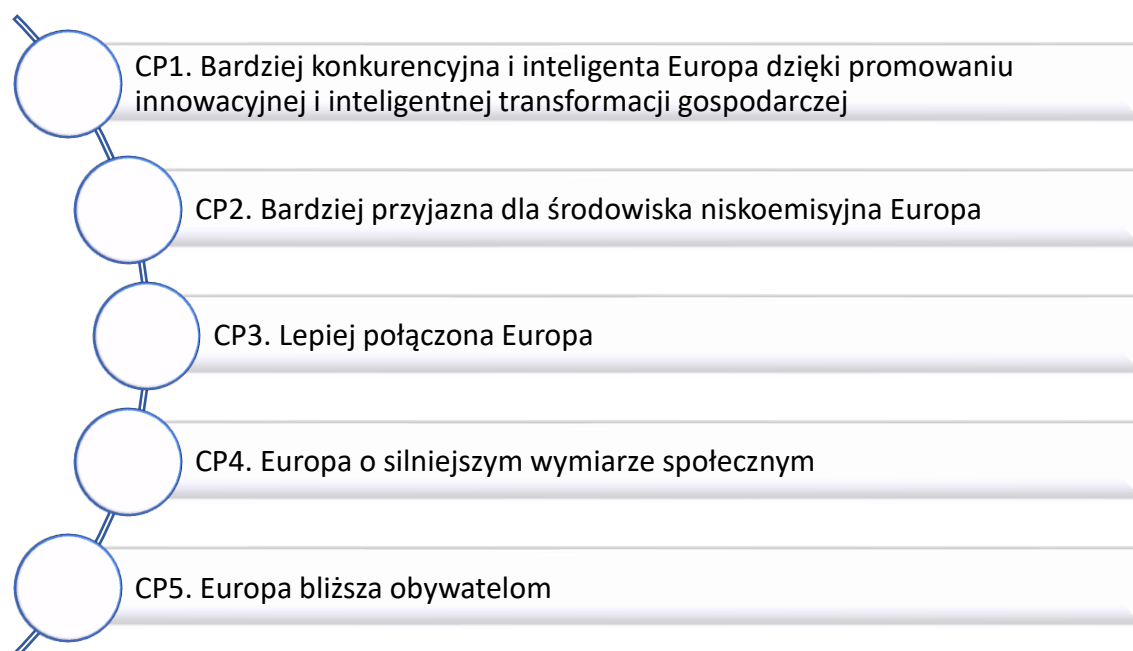 CP1. Bardziej konkurencyjna i inteligenta Europa dzięki promowaniu
innowacyjnej i inteligentnej transformacji gospodarczej
CP2. Bardziej przyjazna dla środowiska niskoemisyjna Europa
CP3. Lepiej połączona Europa
CP4. Europa o silniejszym wymiarze społecznym
CP5. Europa bliższa obywatelom